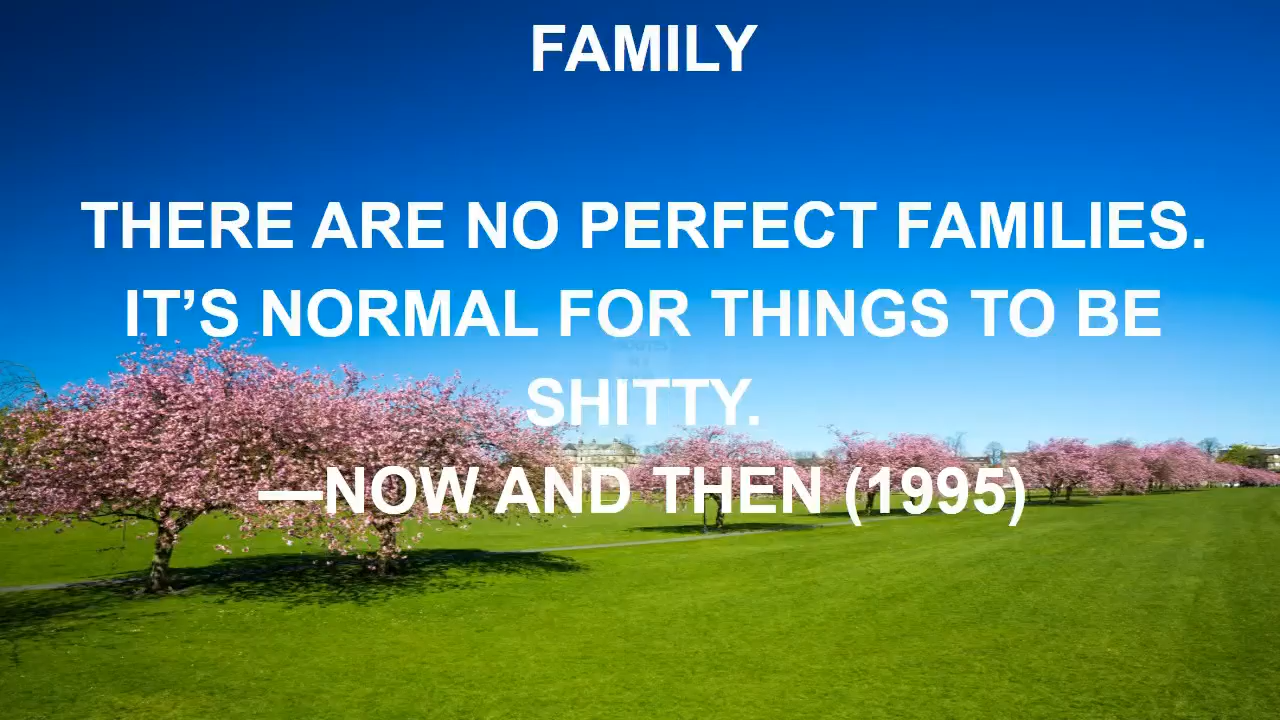 FAMILY
THERE ARE NO PERFECT FAMILIES.
IT’S NORMAL FOR THINGS TO BE
SHITTY.
—NOW AND THEN (1995)